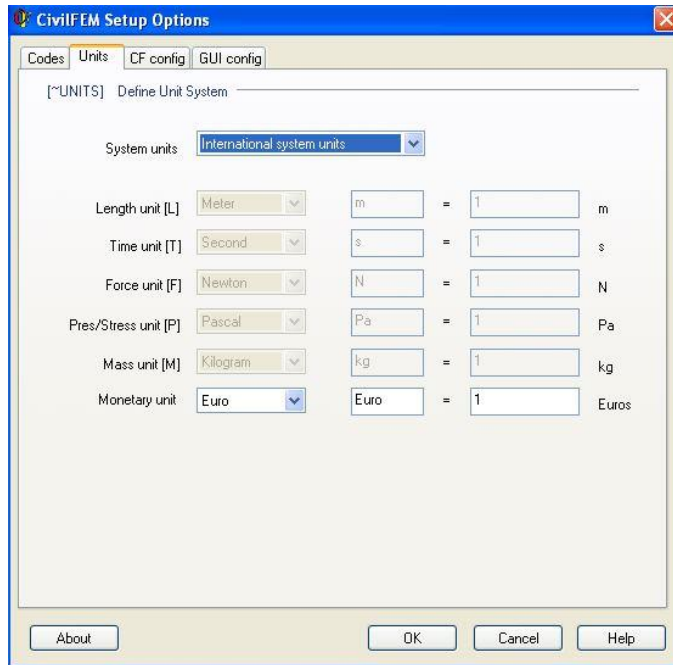 CivilFEM Setup Options
Codes Units CF config GUI config
[~UNITS] Define Unit System
System units International system units
Length unit [L] Meter m = 1 m
Time unit [T] Second s = 1 s
Force unit [F] Newton N = 1 N
Pres/Stress unit [P] Pascal Pa = 1 Pa
Mass unit [M] Kilogram kg = 1 kg
Monetary unit Euro Euro = 1 Euros
About OK Cancel Help